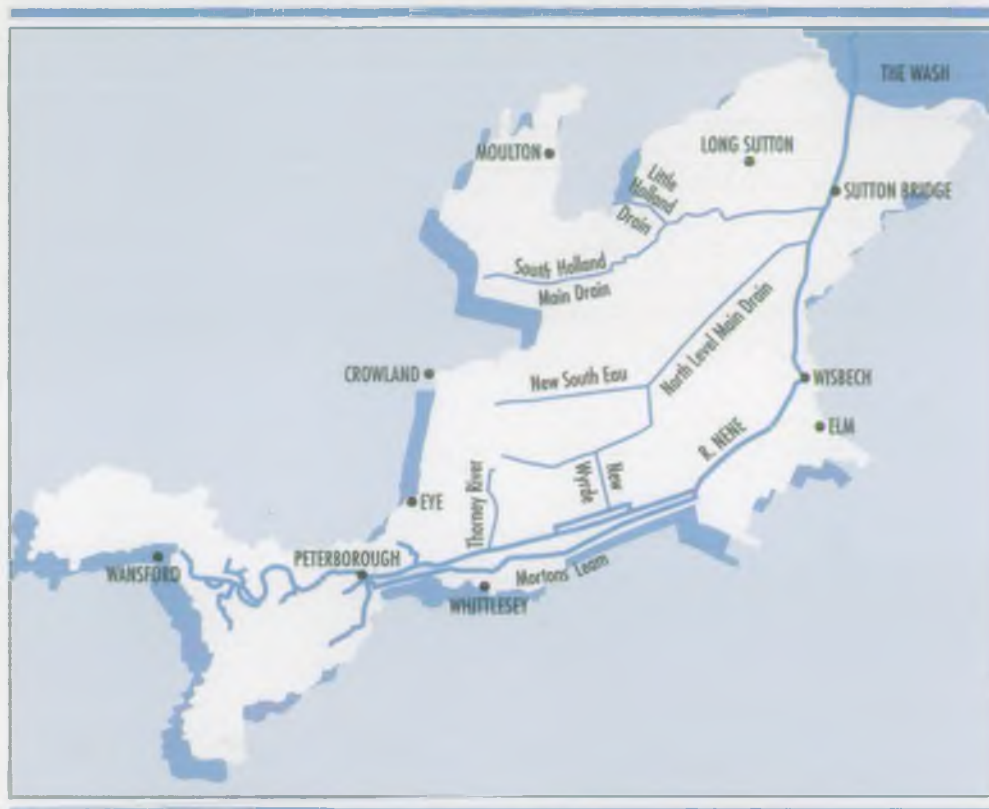 THE WASH
LONG SUTTON
MOULTON
Little
Holland
Drain
SUTTON BRIDGE
South Holland
Main Drain
North Level Main Drain
CROWLAND
New South Eau
WISBECH
ELM
R. NENE
Thorney River
New
Wyrde
EYE
PETERBOROUGH
WANSFORD
Mortons' Leam
WHITTLESEY